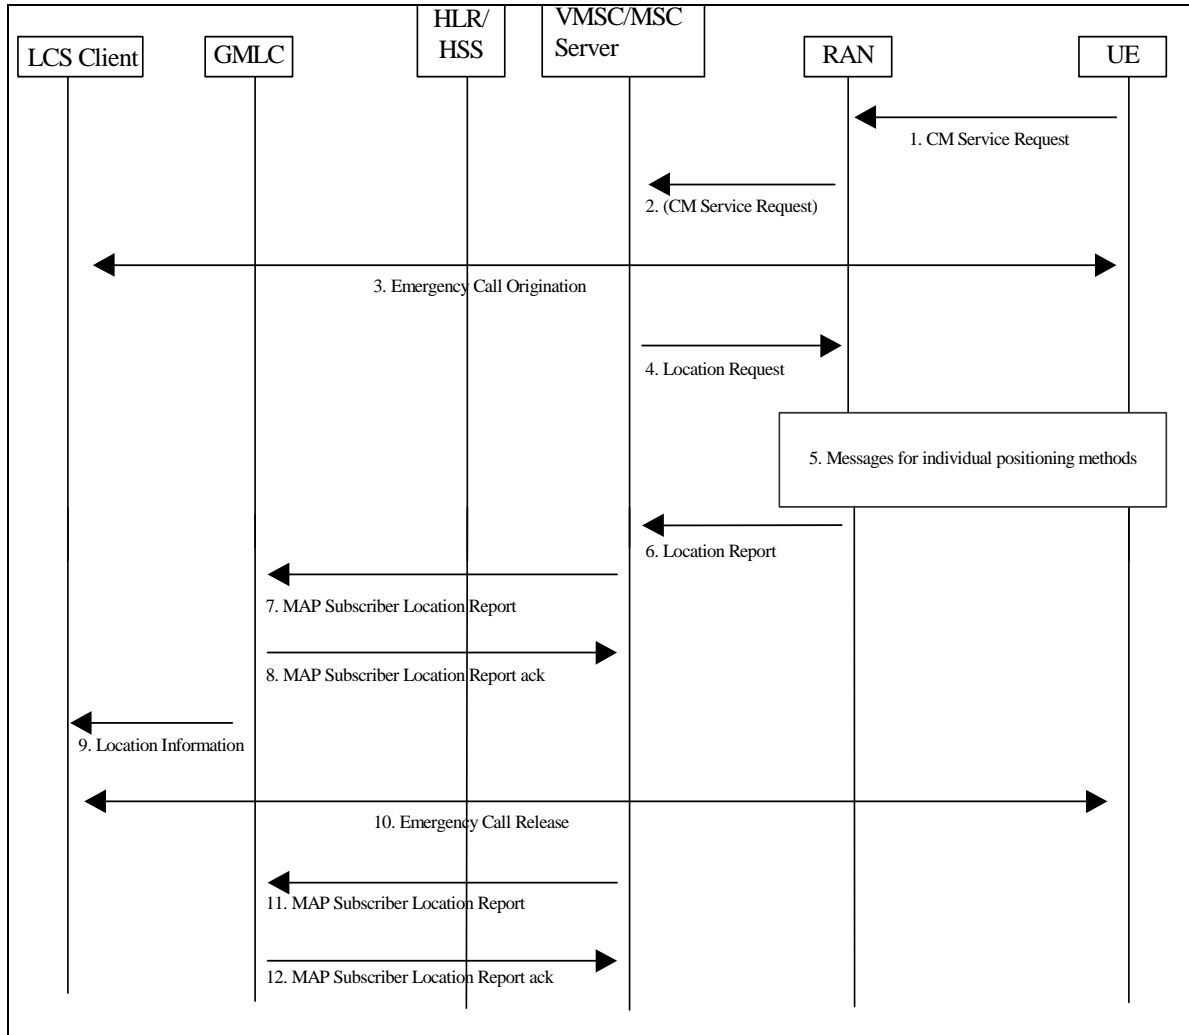 HLR/
HSS
VMSC/MSC
Server
LCS Client
GMLC
RAN
UE
1. CM Service Request
2. (CM Service Request)
3. Emergency Call Origination
4. Location Request
5. Messages for individual positioning methods
6. Location Report
7. MAP Subscriber Location Report
8. MAP Subscriber Location Report ack
9. Location Information
10. Emergency Call Release
11. MAP Subscriber Location Report
12. MAP Subscriber Location Report ack